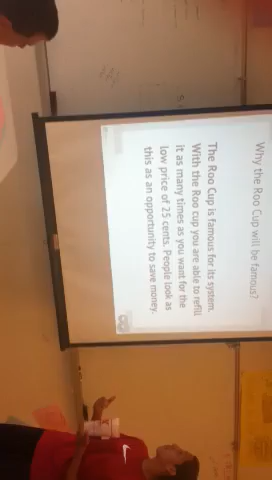 Why the Roo Cup will be famous?
The Roo Cup is famous for its system.
With the Roo cup you are able to refill
it as many times as you want for the
low price of 25 cents. People look as
this as an opportunity to save money.